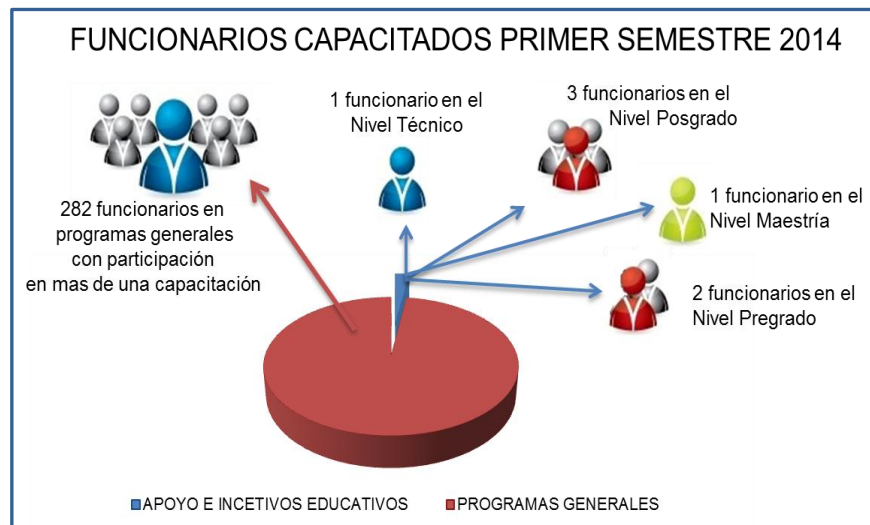 FUNCIONARIOS CAPACITADOS PRIMER SEMESTRE 2014
1 funcionario en el
Nivel Técnico
3 funcionarios en el
Nivel Posgrado
282 funcionarios en
programas generales
con participación
en mas de una capacitación
1 funcionario en el
Nivel Maestría
2 funcionarios en el
Nivel Pregrado
APOYO E INCETIVOS EDUCATIVOS
PROGRAMAS GENERALES